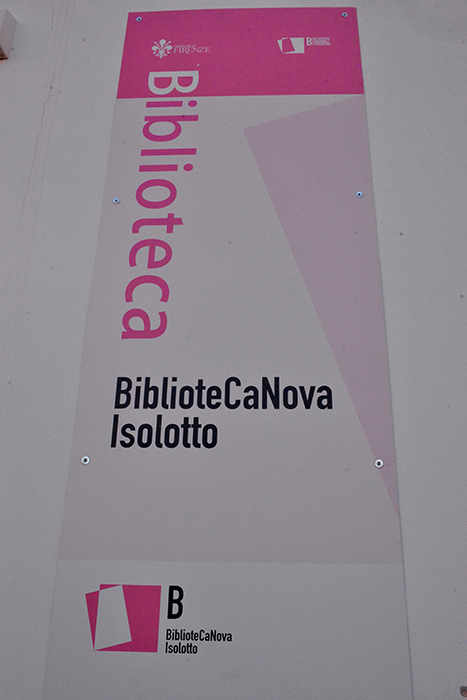 FIRENZE
B
Biblioteca
BiblioteCaNova
Isolotto
B
BiblioteCaNova
Isolotto